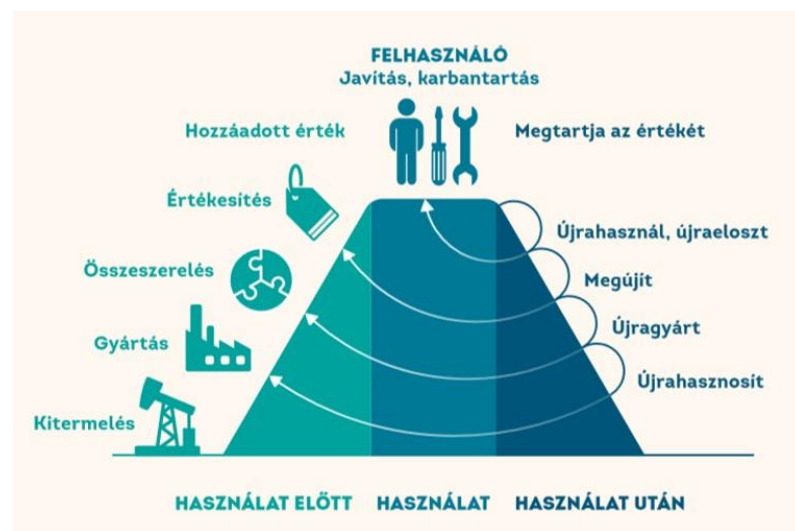 FELHASZNÁLÓ
Javítás, karbantartás
Hozzáadott érték
Megtartja az értékét
Értékesítés
Újrahasznál, újraeloszt
Összeszerelés
Megújít
Újragyárt
Gyártás
Újrahasznosít
Kitermelés
HASZNÁLAT ELŐTT HASZNÁLAT HASZNÁLAT UTÁN